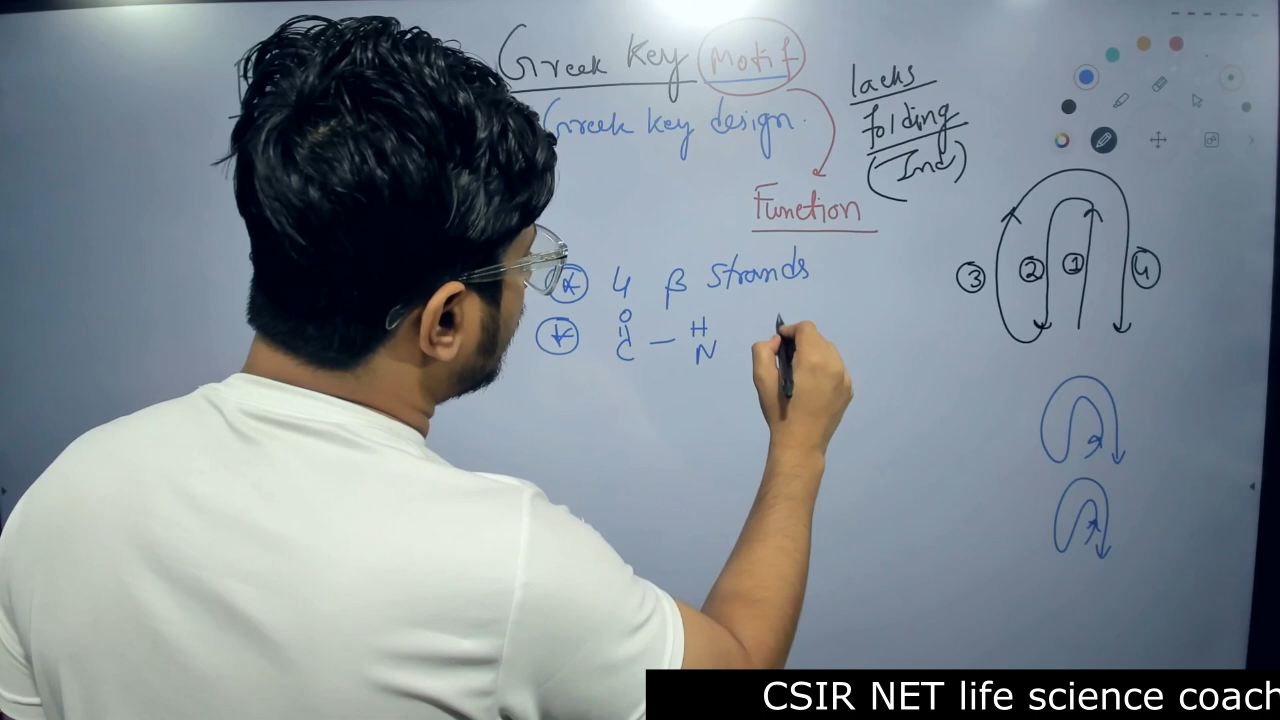 Greek key motif
Greek key design.
lacks
folding
(Ind)
Function
4 β strands
O H
C — N
3 2 1 4
CSIR NET life science coach